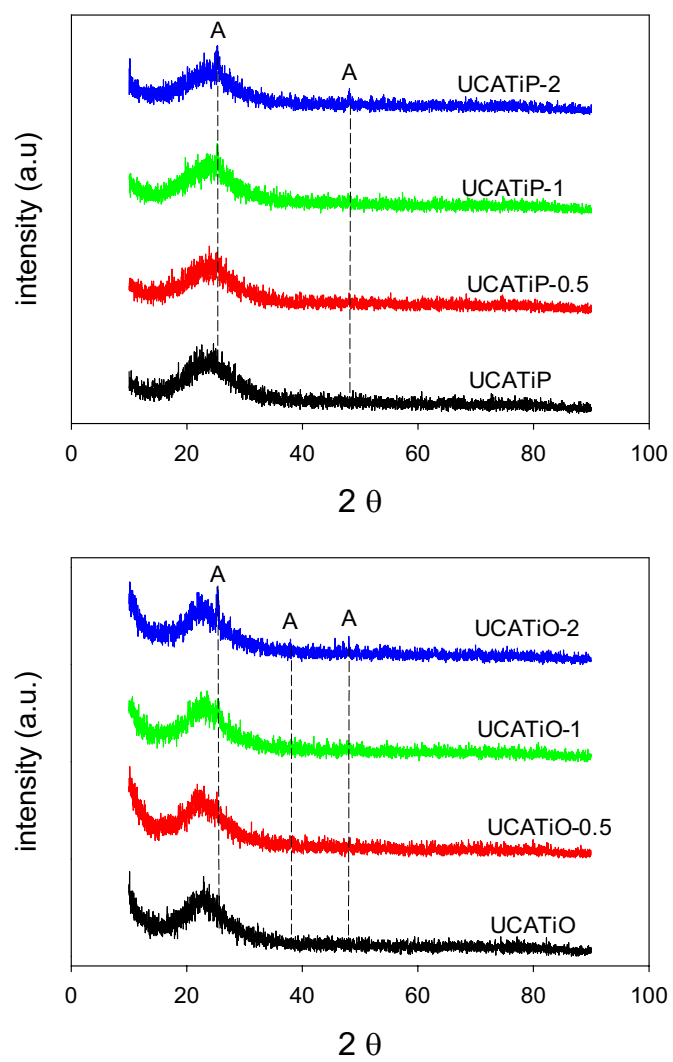 A
A
UCATiP-2
UCATiP-1
UCATiP-0.5
UCATiP
intensity (a.u)
0 20 40 60 80 100
2 θ
A
A
A
UCATiO-2
UCATiO-1
UCATiO-0.5
UCATiO
intensity (a.u.)
0 20 40 60 80 100
2 θ